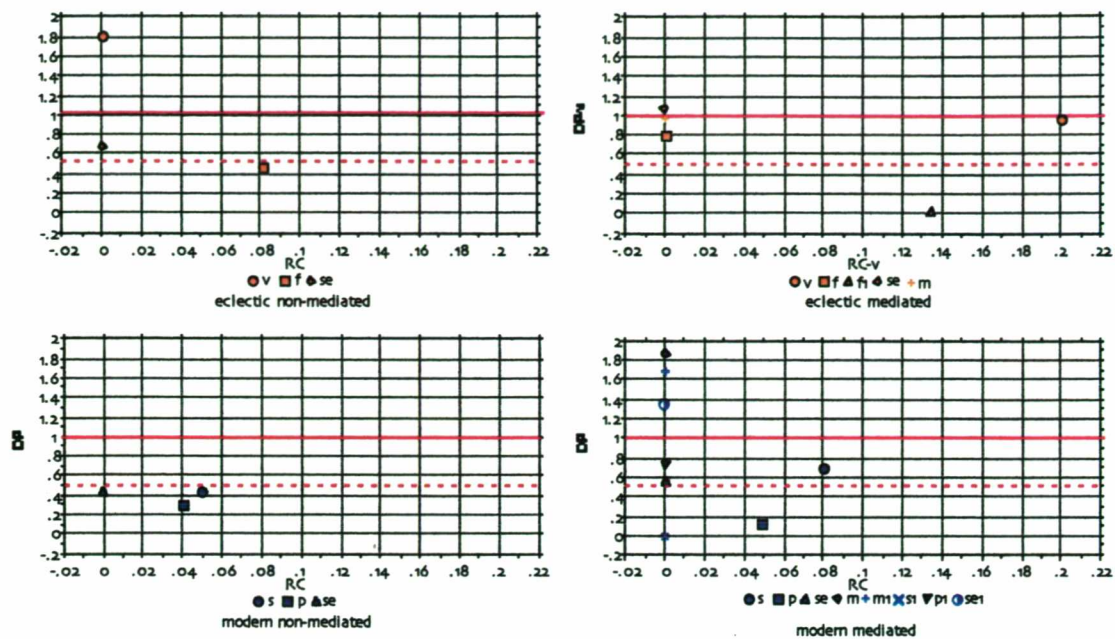 2
1.8
1.6
1.4
1.2
1
.8
.6
.4
.2
0
-.2
-.02 0 .02 .04 .06 .08 .1 .12 .14 .16 .18 .2 .22
RC
v f se
eclectic non-mediated
2
1.8
1.6
1.4
1.2
1
.8
.6
.4
.2
0
-.2
-.02 0 .02 .04 .06 .08 .1 .12 .14 .16 .18 .2 .22
RC-v
v f f1 se m
eclectic mediated
DP
2
1.8
1.6
1.4
1.2
1
.8
.6
.4
.2
0
-.2
-.02 0 .02 .04 .06 .08 .1 .12 .14 .16 .18 .2 .22
RC
s p se
modern non-mediated
DP
2
1.8
1.6
1.4
1.2
1
.8
.6
.4
.2
0
-.2
-.02 0 .02 .04 .06 .08 .1 .12 .14 .16 .18 .2 .22
RC
s p se m m1 s1 p1 se1
modern mediated